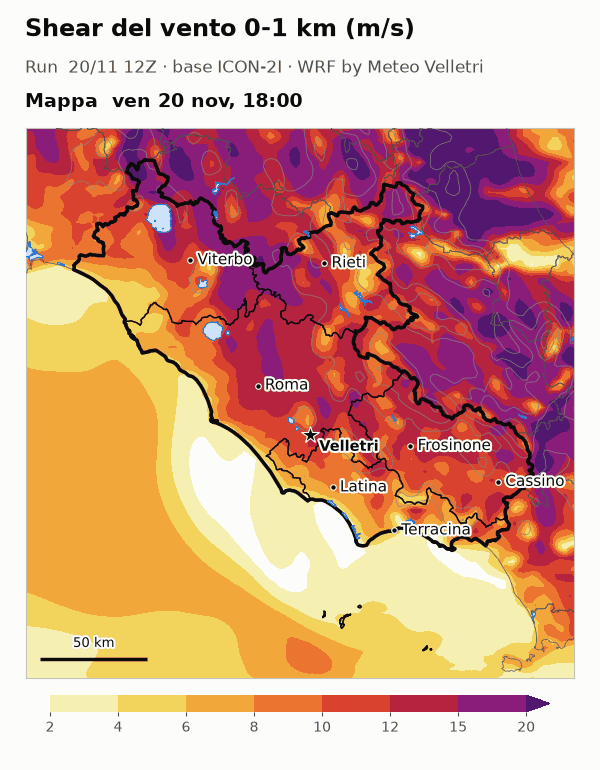 Shear del vento 0-1 km (m/s)
Run  20/11 12Z · base ICON-2I · WRF by Meteo Velletri
Mappa  ven 20 nov, 18:00
Viterbo
Rieti
Roma
Velletri
Frosinone
Latina
Cassino
Terracina
50 km
2 4 6 8 10 12 15 20